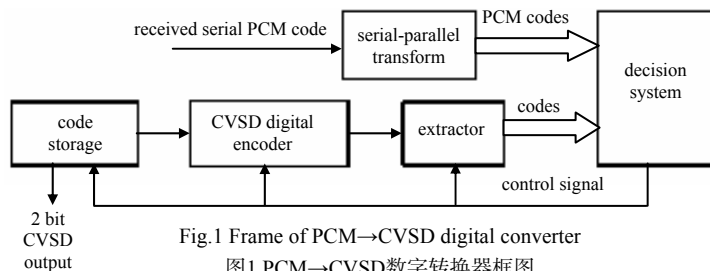 received serial PCM code
serial-parallel
transform
PCM codes
decision
system
code
storage
CVSD digital
encoder
extractor
codes
control signal
2 bit
CVSD
output
Fig.1 Frame of PCM→CVSD digital converter
图1 PCM→CVSD数字转换器框图